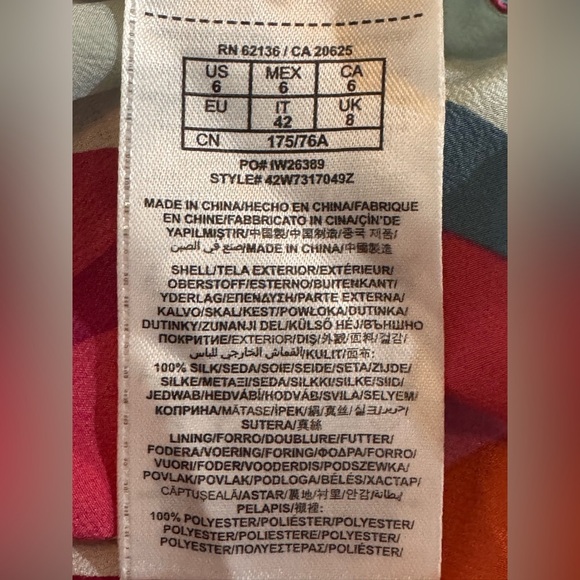 RN 62136 / CA 20625
US MEX CA
6 6 6
EU IT UK
42 8
CN 175/76A
PO# IW26389
STYLE# 42W7317049Z
MADE IN CHINA/HECHO EN CHINA/FABRIQUE
EN CHINE/FABBRICATO IN CINA/ÇİN'DE
YAPILMIŞTIR/中國製/中国制造/중국 제품/
صنع في الصين/MADE IN CHINA/中國製造
SHELL/TELA EXTERIOR/EXTÉRIEUR/
OBERSTOFF/ESTERNO/BUITENKANT/
YDERLAG/ΕΠΕΝΔΥΣΗ/PARTE EXTERNA/
KALVO/SKAL/KEST/POWŁOKA/DUTINKA/
DUTINKY/ZUNANJI DEL/KÜLSŐ HÉJ/ВЪНШНО
ПОКРИТИЕ/EXTERIOR/DIŞ/外觀/面料/겉감/
القماش الخارجي للباس/KULIT/面布:
100% SILK/SEDA/SOIE/SEIDE/SETA/ZIJDE/
SILKE/ΜΕΤΑΞΙ/SEDA/SILKKI/SILKE/SIID/
JEDWAB/HEDVÁBÍ/HODVÁB/SVILA/SELYEM/
КОПРИНА/MĂTASE/İPEK/絹/真丝/실크/حرير/
SUTERA/真絲
LINING/FORRO/DOUBLURE/FUTTER/
FODERA/VOERING/FORING/ΦΟΔΡΑ/FORRO/
VUORI/FODER/VOODERDIS/PODSZEWKA/
POVLAK/POVLAK/PODLOGA/BÉLÉS/ХАСТАР/
CĂPTUȘEALĂ/ASTAR/裏地/衬里/안감/بطانة/
PELAPIS/襯裡:
100% POLYESTER/POLIÉSTER/POLYESTER/
POLYESTER/POLIESTERE/POLYESTER/
POLYESTER/ΠΟΛΥΕΣΤΕΡΑΣ/POLIÉSTER/